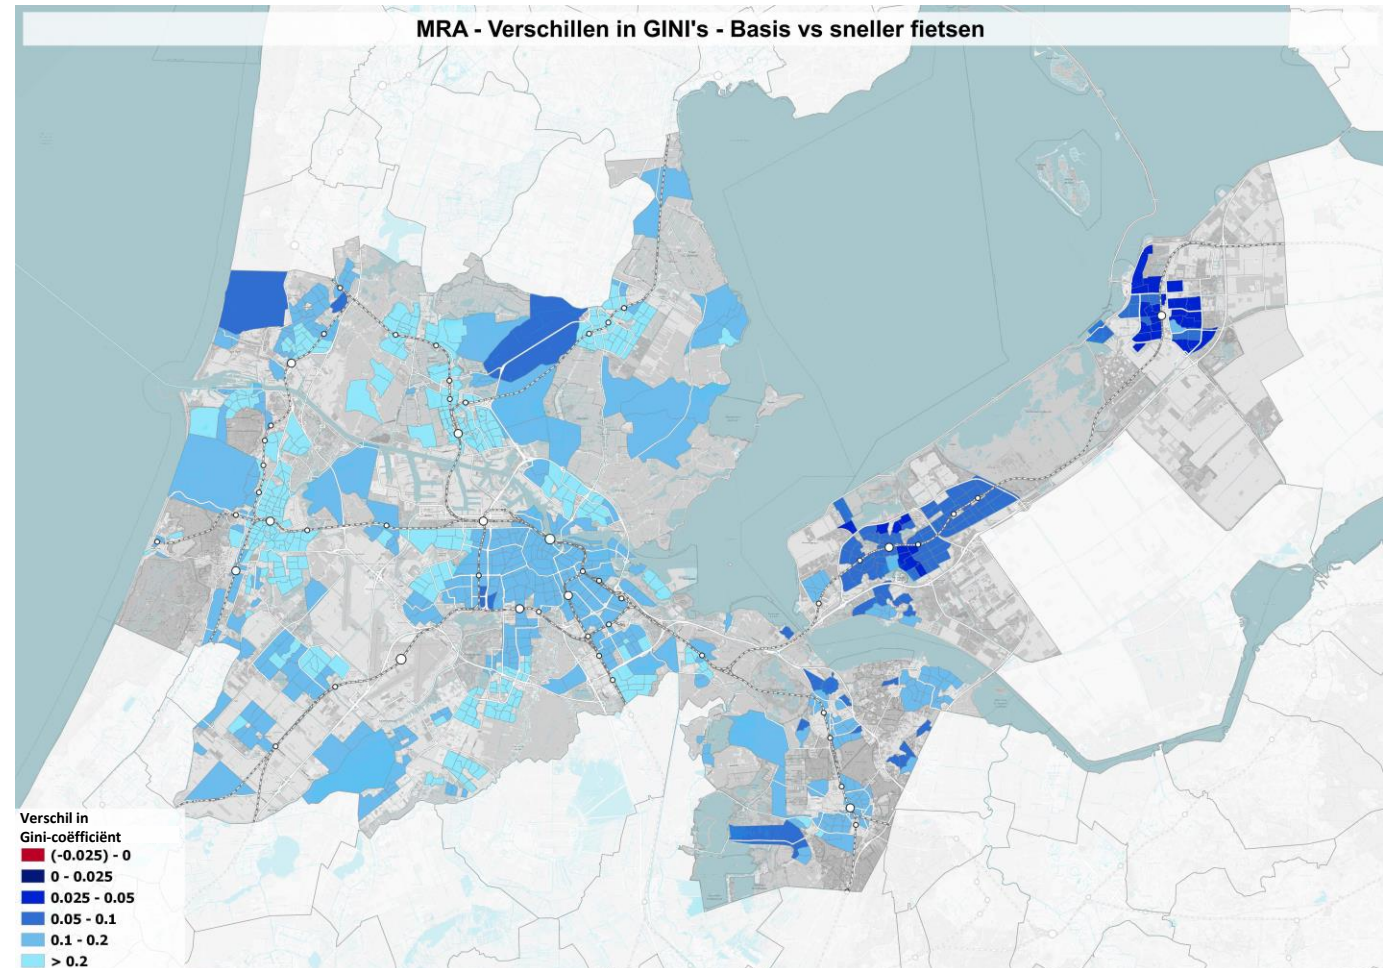 MRA - Verschillen in GINI's - Basis vs sneller fietsen
Verschil in
Gini-coëfficiënt
(-0.025) - 0
0 - 0.025
0.025 - 0.05
0.05 - 0.1
0.1 - 0.2
> 0.2